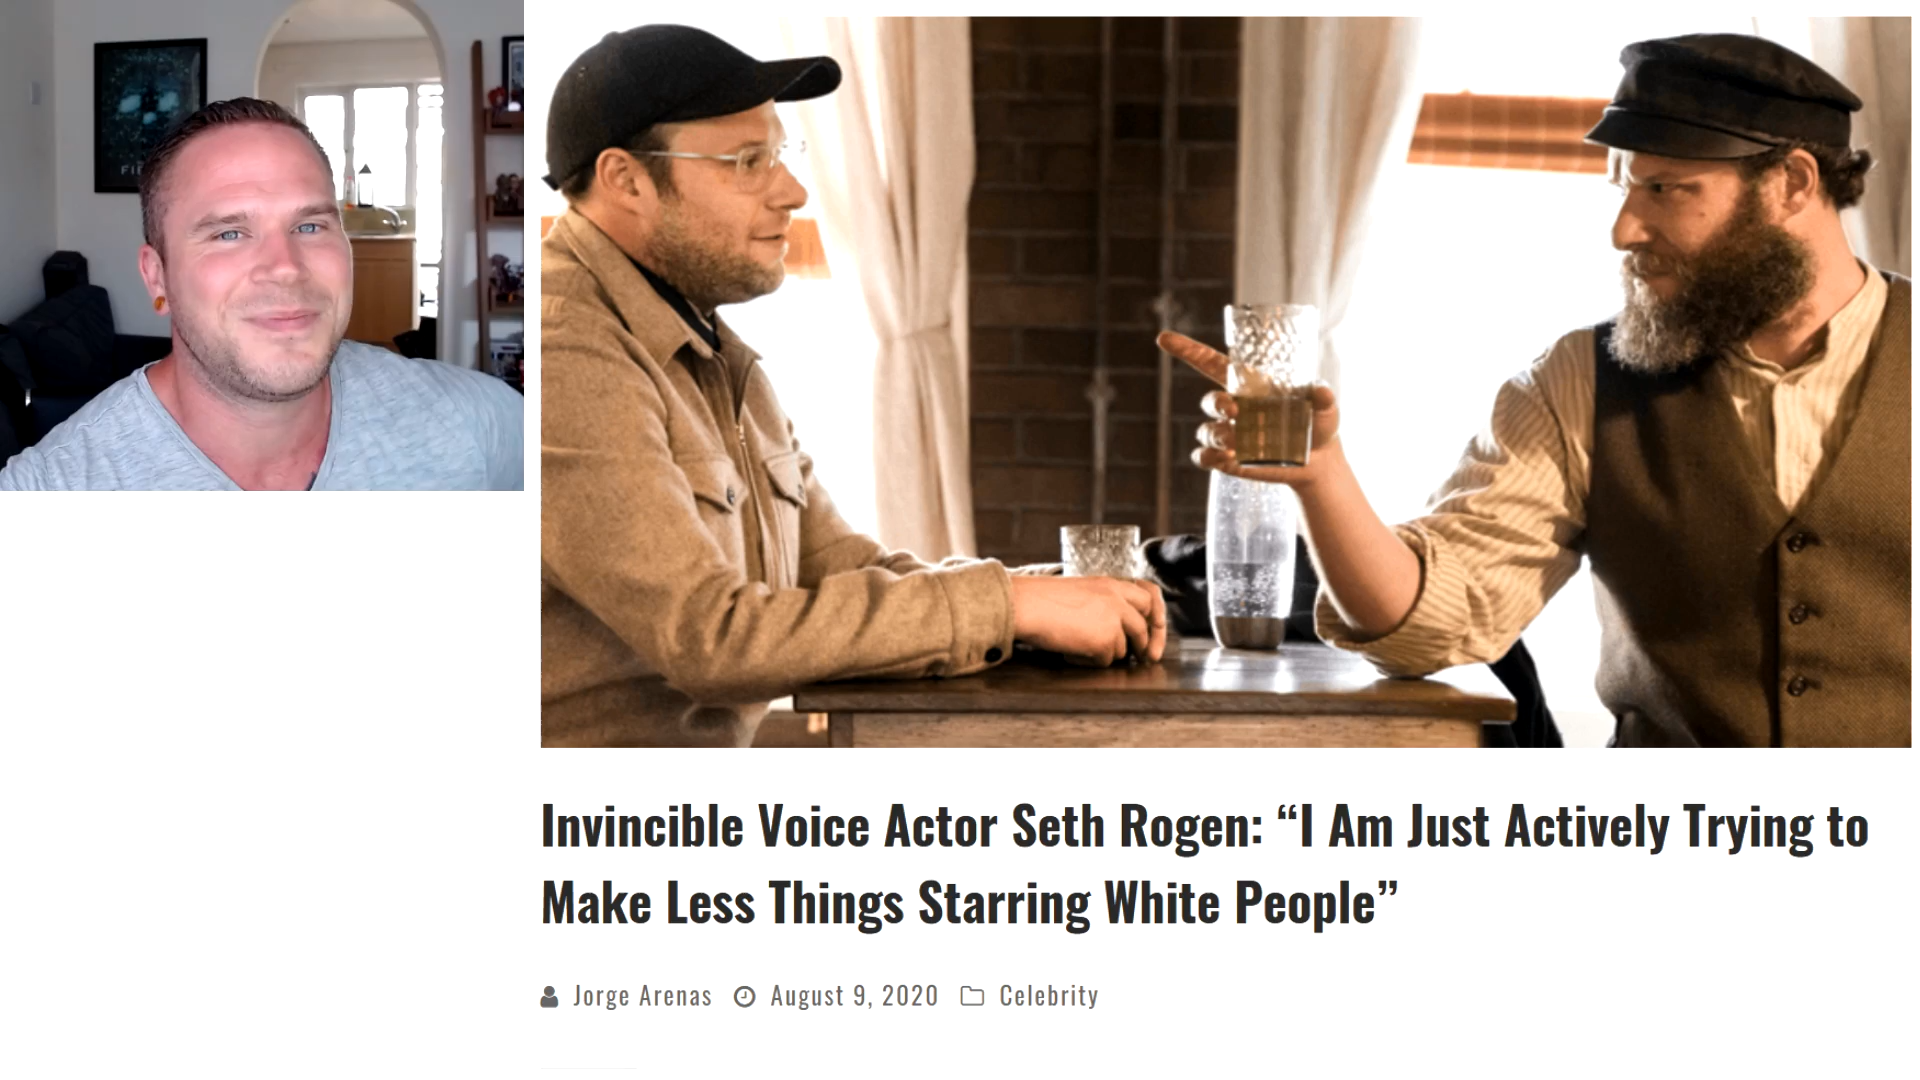 FI
Invincible Voice Actor Seth Rogen: “I Am Just Actively Trying to
Make Less Things Starring White People”
Jorge Arenas August 9, 2020 Celebrity